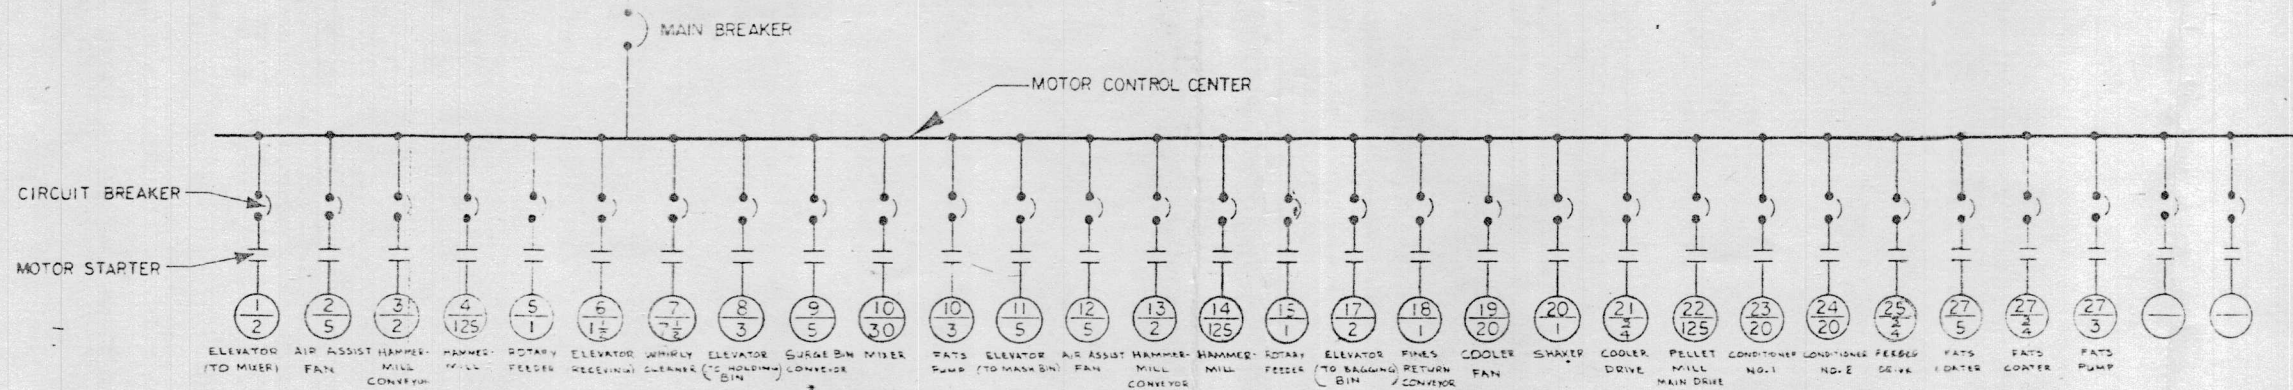 MAIN BREAKER
MOTOR CONTROL CENTER
CIRCUIT BREAKER
MOTOR STARTER
1
2
ELEVATOR
(TO MIXER)
2
5
AIR ASSIST
FAN
3
2
HAMMER-
MILL
CONVEYOR
4
125
HAMMER-
MILL
5
1
ROTARY
FEEDER
6
1 1/2
ELEVATOR
RECEIVING)
7
7 1/2
WHIRLY
CLEANER
8
3
ELEVATOR
(TO HOLDING)
BIN
9
5
SURGE BIN
CONVEYOR
10
30
MIXER
10
3
FATS
PUMP
11
5
ELEVATOR
(TO MASH BIN)
12
5
AIR ASSIST
FAN
13
2
HAMMER-
MILL
CONVEYOR
14
125
HAMMER-
MILL
15
1
ROTARY
FEEDER
17
2
ELEVATOR
(TO BAGGING)
BIN
18
1
FINES
RETURN
CONVEYOR
19
20
COOLER
FAN
20
1
SHAKER
21
3/4
COOLER
DRIVE
22
125
PELLET
MILL
MAIN DRIVE
23
20
CONDITIONER
NO. 1
24
20
CONDITIONER
NO. 2
25
3/4
FEEDER
DRIVE
27
5
FATS
COATER
27
3/4
FATS
COATER
27
3
FATS
PUMP